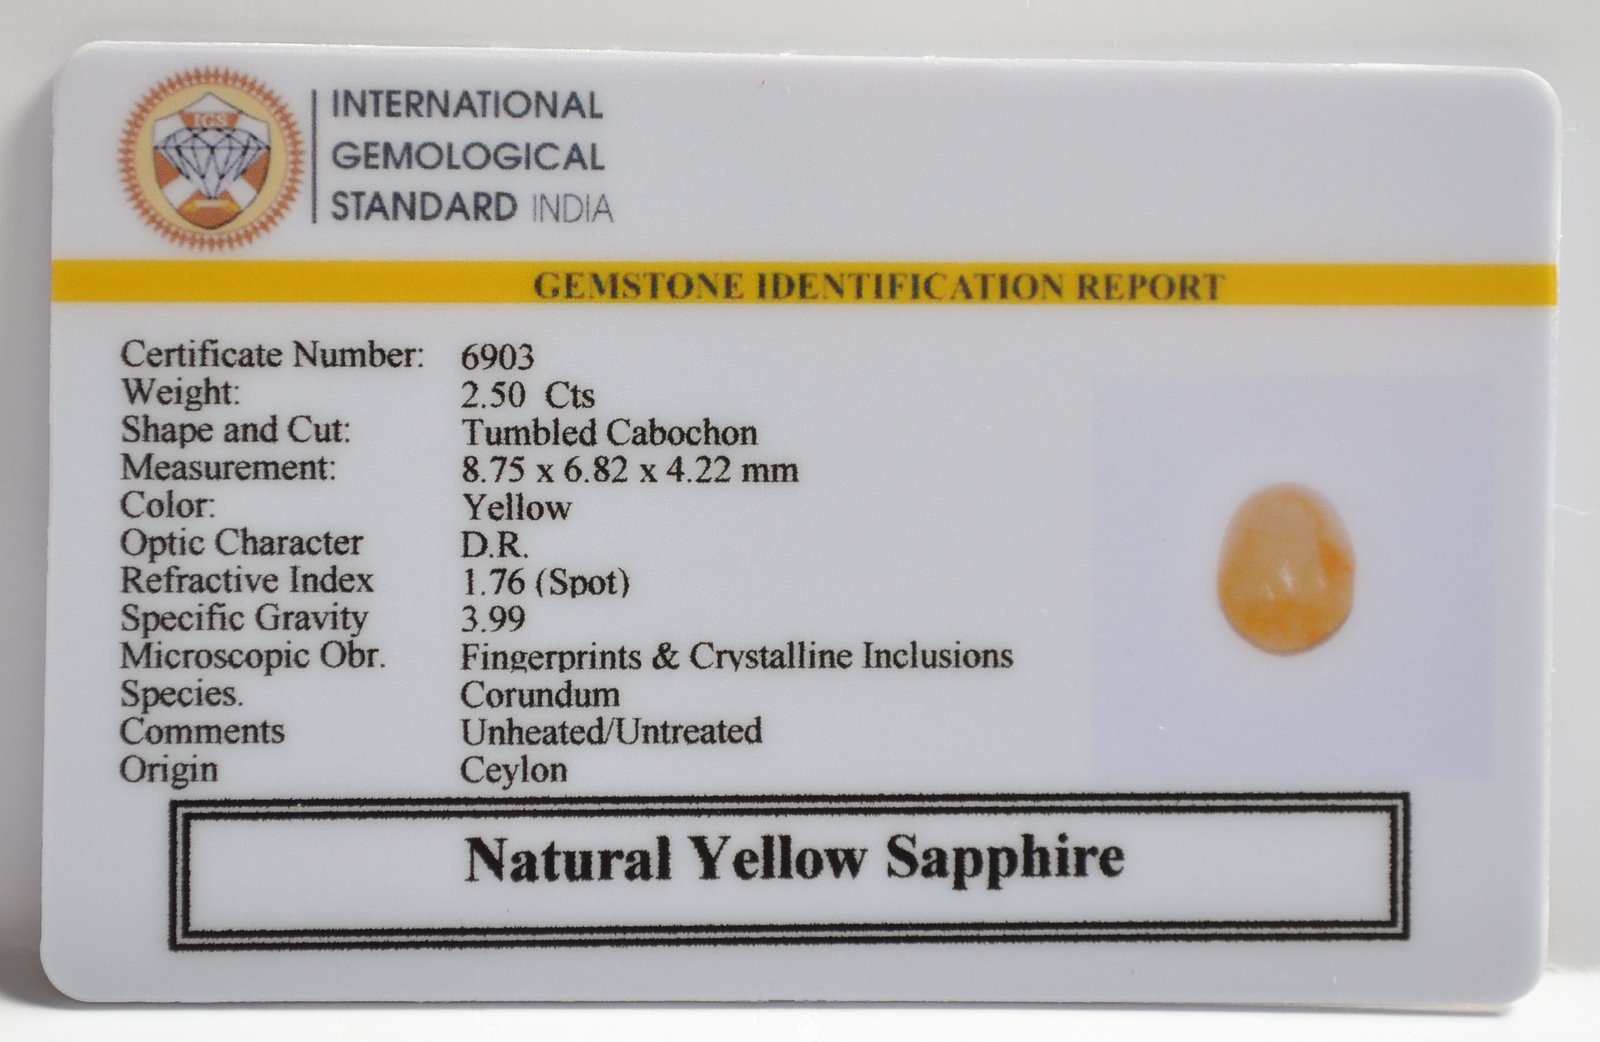 IGS
INTERNATIONAL
GEMOLOGICAL
STANDARD INDIA
GEMSTONE IDENTIFICATION REPORT
Certificate Number: 6903
Weight: 2.50 Cts
Shape and Cut: Tumbled Cabochon
Measurement: 8.75 x 6.82 x 4.22 mm
Color: Yellow
Optic Character D.R.
Refractive Index 1.76 (Spot)
Specific Gravity 3.99
Microscopic Obr. Fingerprints & Crystalline Inclusions
Species. Corundum
Comments Unheated/Untreated
Origin Ceylon
Natural Yellow Sapphire